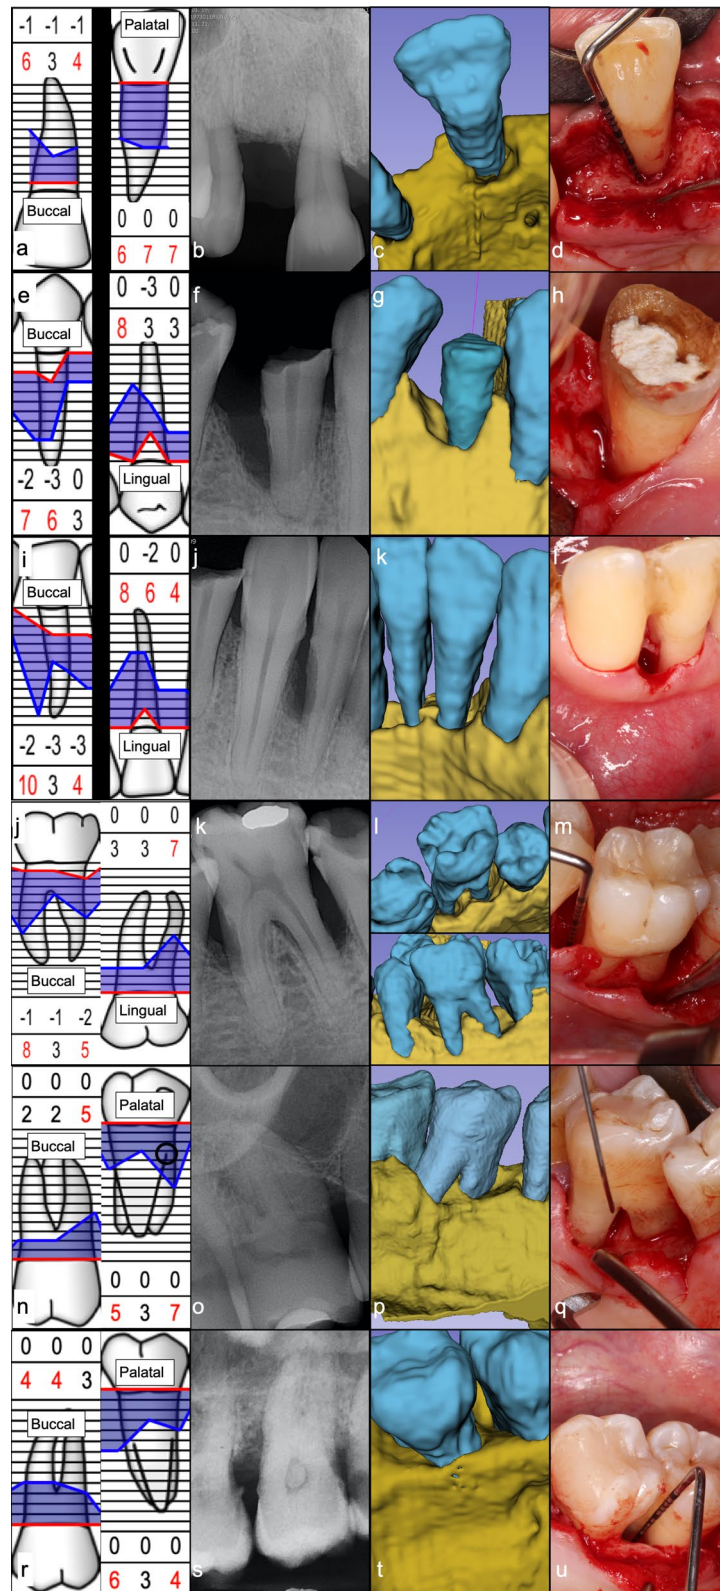 -1 -1 -1
6 3 4
Buccal
a
Palatal
0 0 0
6 7 7
b
c
d
e
Buccal
-2 -3 0
7 6 3
0 -3 0
8 3 3
Lingual
f
g
h
i
Buccal
-2 -3 -3
10 3 4
0 -2 0
8 6 4
Lingual
j
k
l
j
Buccal
-1 -1 -2
8 3 5
0 0 0
3 3 7
Lingual
k
l
m
0 0 0
2 2 5
Buccal
n
Palatal
0 0 0
5 3 7
o
p
q
0 0 0
4 4 3
Buccal
r
Palatal
0 0 0
6 3 4
s
t
u